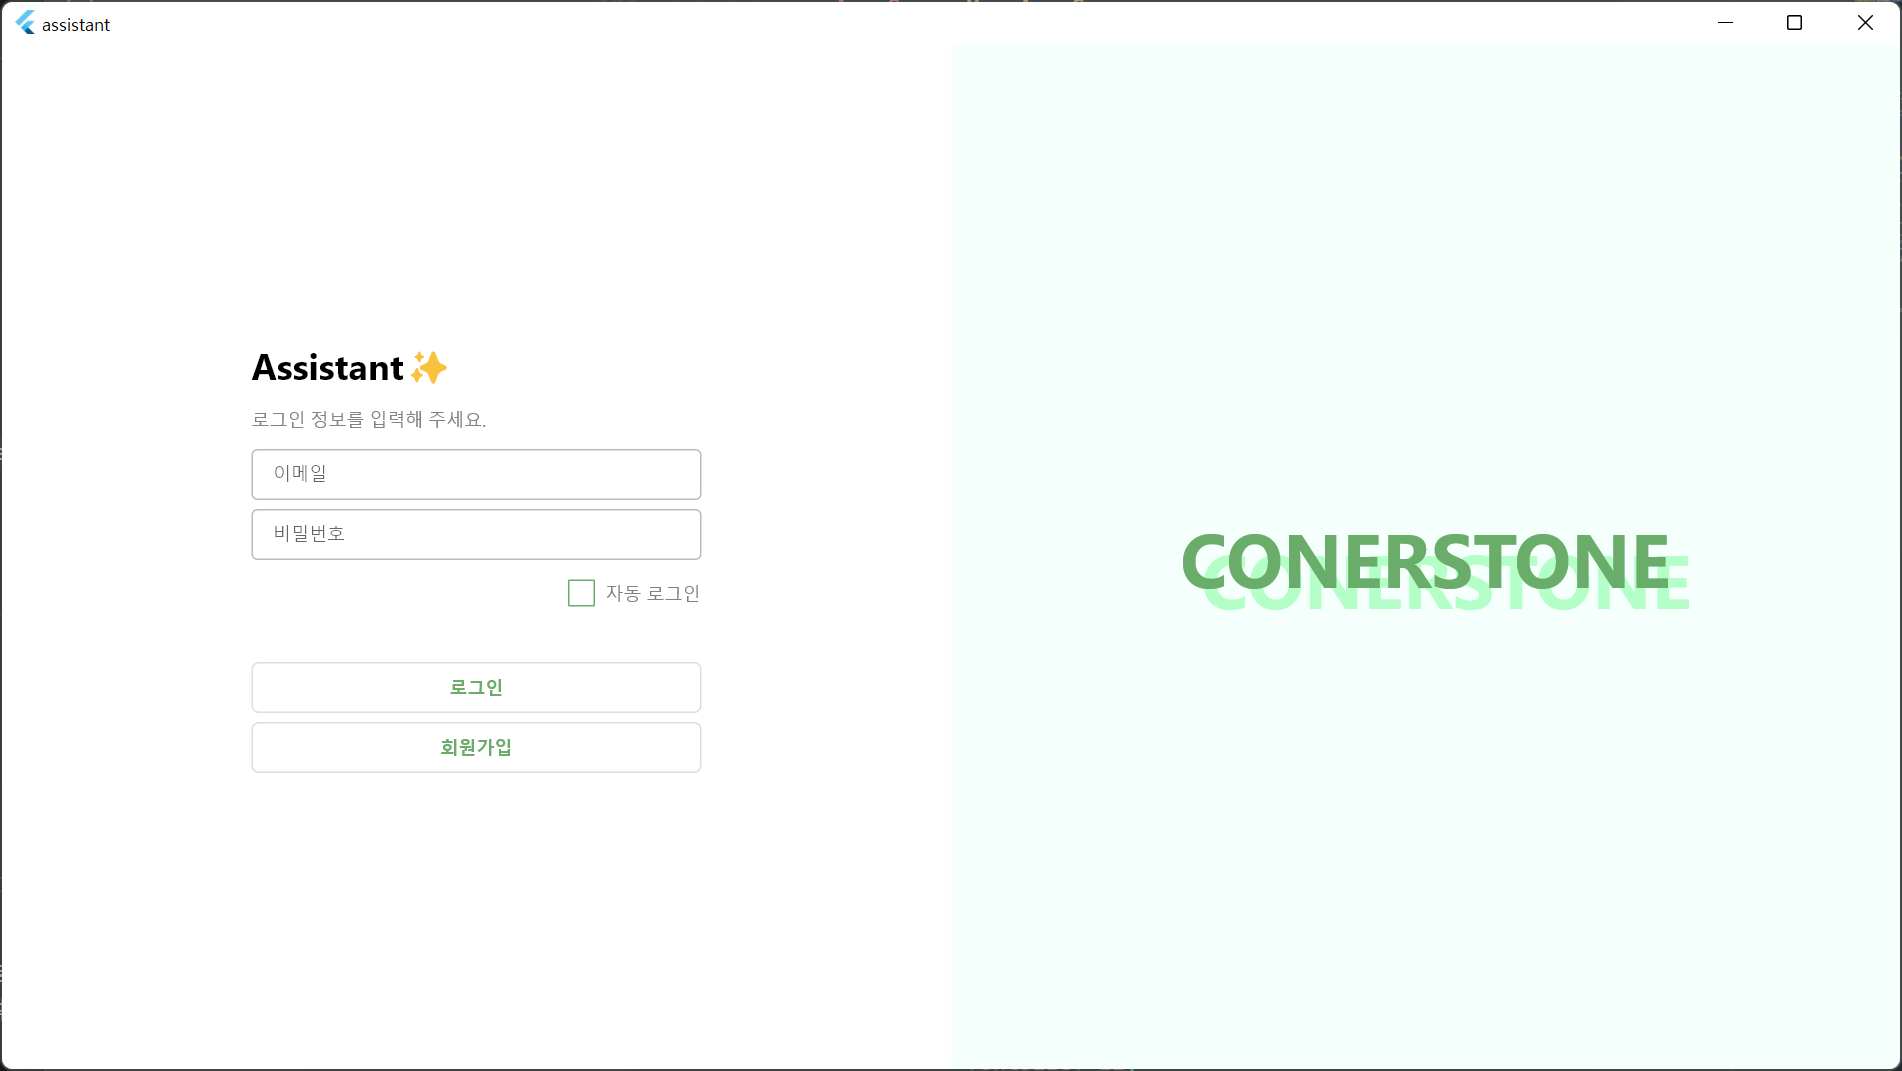 assistant
Assistant✨
로그인 정보를 입력해 주세요.
이메일
비밀번호
자동 로그인
로그인
회원가입
CONERSTONE
CONERSTONE